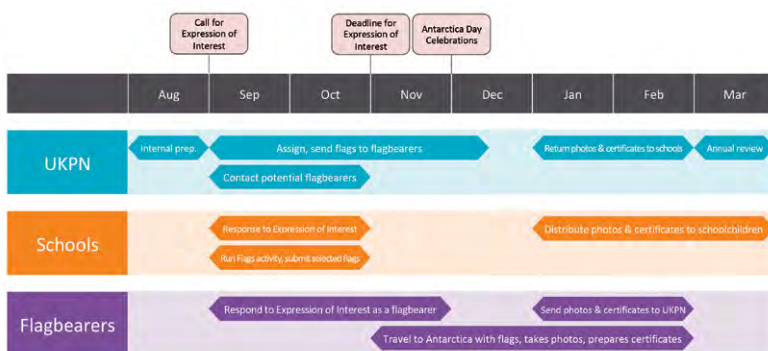 Call for
Expression of
Interest
Deadline for
Expression of
Interest
Antarctica Day
Celebrations
Aug Sep Oct Nov Dec Jan Feb Mar
UKPN
Internal prep.
Assign, send flags to flagbearers
Return photos & certificates to schools
Annual review
Contact potential flagbearers
Schools
Response to Expression of Interest
Distribute photos & certificates to schoolchildren
Run Flags activity, submit selected flags
Flagbearers
Respond to Expression of Interest as a flagbearer
Send photos & certificates to UKPN
Travel to Antarctica with flags, takes photos, prepares certificates